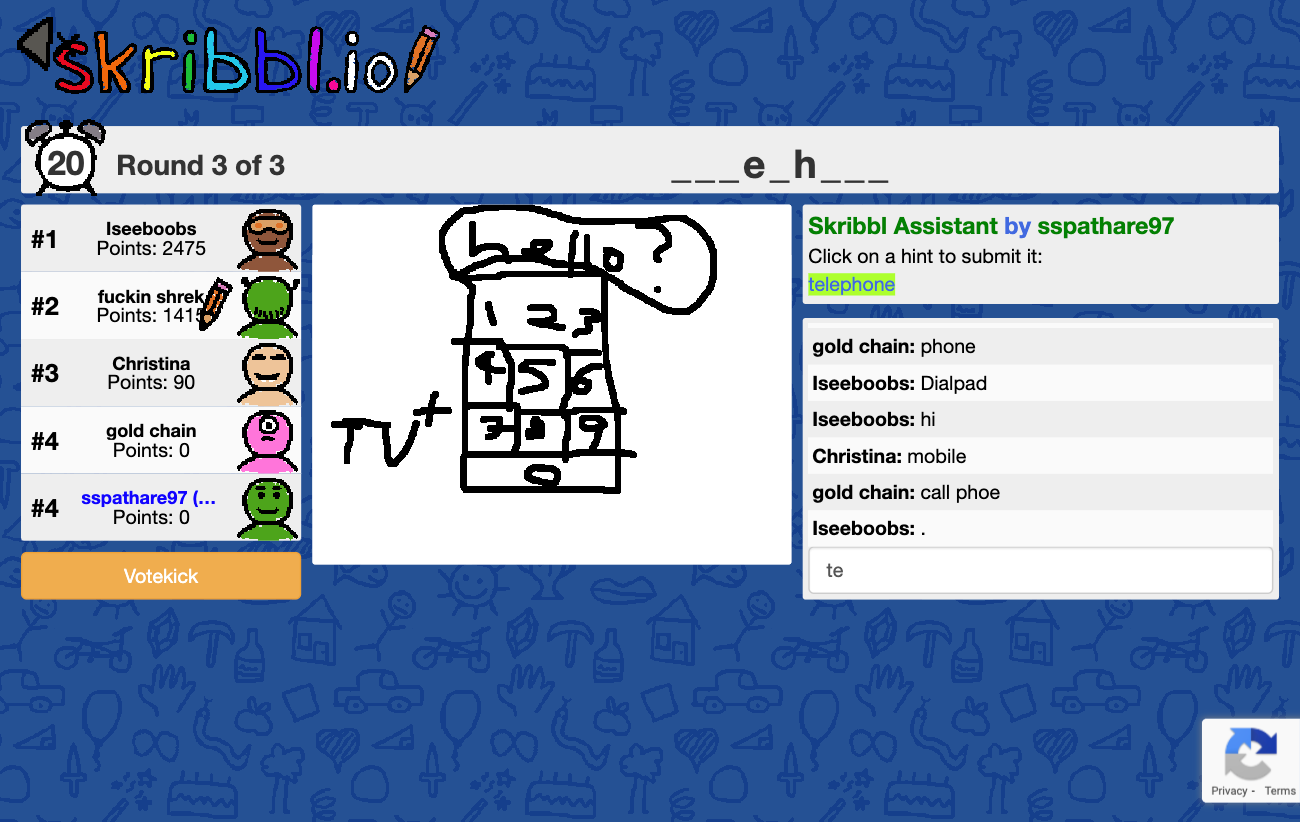 skribbl.io
20
Round 3 of 3
___e_h___
#1
Iseeboobs
Points: 2475
#2
fuckin shrek
Points: 1415
#3
Christina
Points: 90
#4
gold chain
Points: 0
#4
sspathare97 (...
Points: 0
Votekick
hello?
1 2 3
4 5 6
7 8 9
0
TV+
Skribbl Assistant by sspathare97
Click on a hint to submit it:
telephone
gold chain: phone
Iseeboobs: Dialpad
Iseeboobs: hi
Christina: mobile
gold chain: call phoe
Iseeboobs: .
te
Privacy - Terms